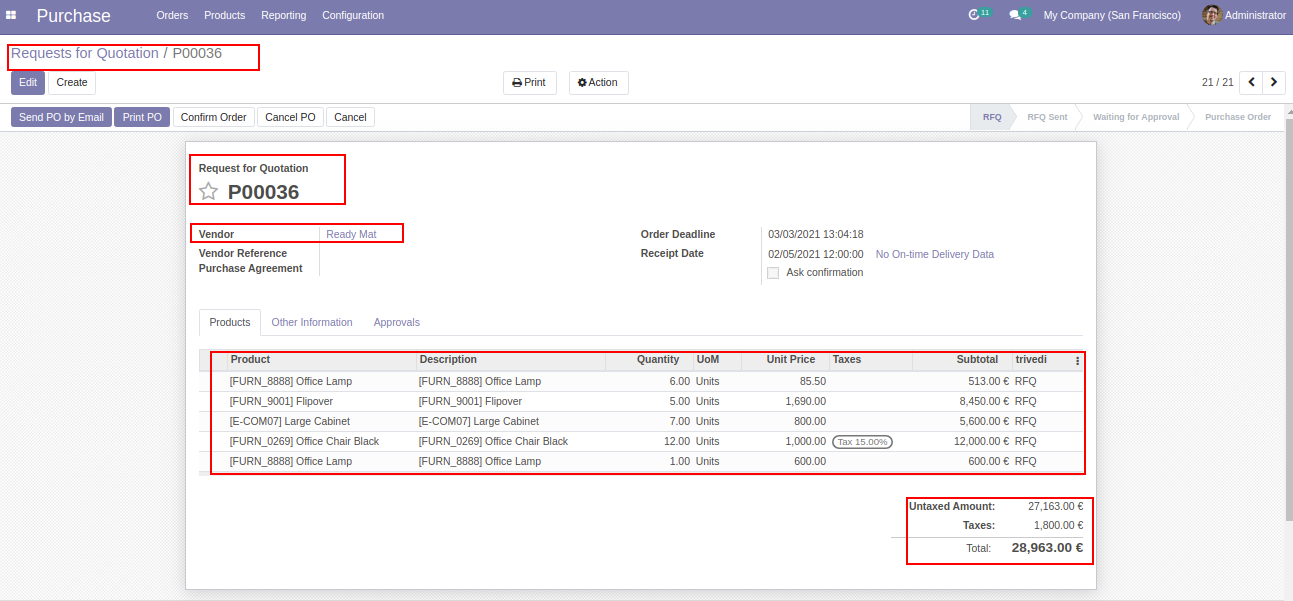 Purchase Orders Products Reporting Configuration 11 4 My Company (San Francisco) Administrator
Requests for Quotation / P00036
Edit Create Print Action 21 / 21
Send PO by Email Print PO Confirm Order Cancel PO Cancel RFQ RFQ Sent Waiting for Approval Purchase Order
Request for Quotation
P00036
Vendor Ready Mat Order Deadline 03/03/2021 13:04:18
Vendor Reference Receipt Date 02/05/2021 12:00:00 No On-time Delivery Data
Purchase Agreement Ask confirmation
Products Other Information Approvals
Product Description Quantity UoM Unit Price Taxes Subtotal trivedi
[FURN_8888] Office Lamp [FURN_8888] Office Lamp 6.00 Units 85.50 513.00 € RFQ
[FURN_9001] Flipover [FURN_9001] Flipover 5.00 Units 1,690.00 8,450.00 € RFQ
[E-COM07] Large Cabinet [E-COM07] Large Cabinet 7.00 Units 800.00 5,600.00 € RFQ
[FURN_0269] Office Chair Black [FURN_0269] Office Chair Black 12.00 Units 1,000.00 Tax 15.00% 12,000.00 € RFQ
[FURN_8888] Office Lamp [FURN_8888] Office Lamp 1.00 Units 600.00 600.00 € RFQ
Untaxed Amount: 27,163.00 €
Taxes: 1,800.00 €
Total: 28,963.00 €